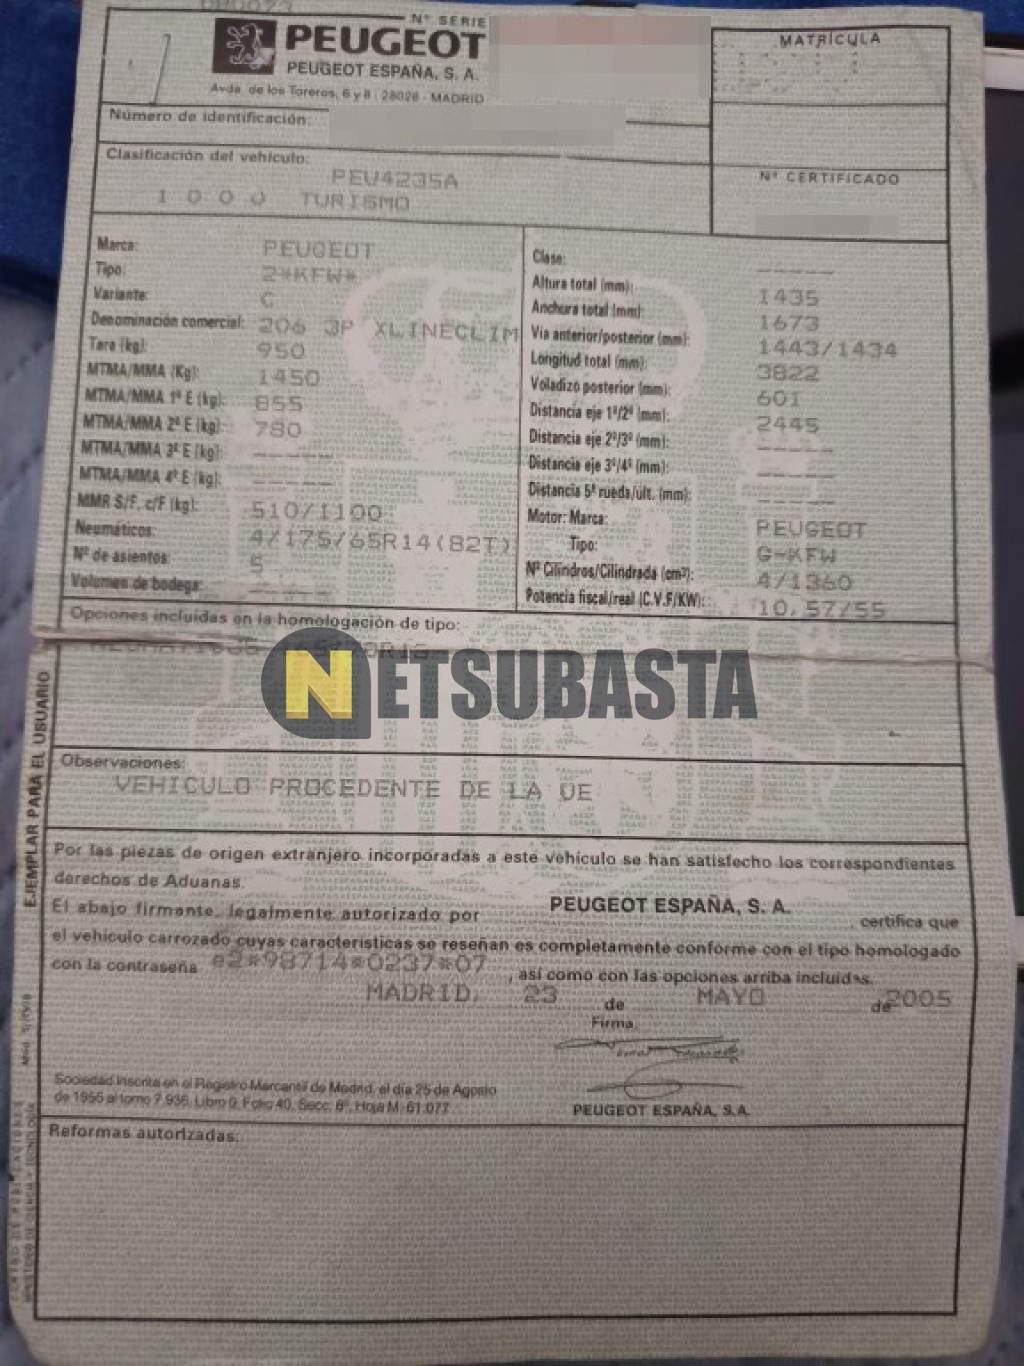 Nº SERIE
PEUGEOT
PEUGEOT ESPAÑA, S. A.
Avda. de los Toreros, 6 y 8 - 28028 - MADRID
MATRÍCULA
Número de identificación:
Clasificación del vehículo:
PEU4235A
1000 TURISMO
Nº CERTIFICADO
Marca: PEUGEOT
Tipo: 2*KFW*
Variante: C
Denominación comercial: 206 3P XLINECLIM
Tara (kg): 950
MTMA/MMA (Kg): 1450
MTMA/MMA 1º E (kg): 855
MTMA/MMA 2º E (kg): 780
MTMA/MMA 3º E (kg): -----
MTMA/MMA 4º E (kg): -----
MMR S/F. c/F (kg): 510/1100
Neumáticos: 4/175/65R14(82T)
Nº de asientos: 5
Volumen de bodega: -----
Clase: -----
Altura total (mm): 1435
Anchura total (mm): 1673
Via anterior/posterior (mm): 1443/1434
Longitud total (mm): 3822
Voladizo posterior (mm): 601
Distancia eje 1º/2º (mm): 2445
Distancia eje 2º/3º (mm): -----
Distancia eje 3º/4º (mm): -----
Distancia 5ª rueda/últ. (mm): -----
Motor: Marca: PEUGEOT
Tipo: G-KFW
Nº Cilindros/Cilindrada (cm³): 4/1360
Potencia fiscal/real (C.V.F/KW): 10,57/55
Opciones incluidas en la homologación de tipo:
NETSUBASTA
Observaciones:
VEHICULO PROCEDENTE DE LA UE
Por las piezas de origen extranjero incorporadas a este vehículo se han satisfecho los correspondientes
derechos de Aduanas.
El abajo firmante, legalmente autorizado por PEUGEOT ESPAÑA, S. A. certifica que
el vehículo carrozado cuyas características se reseñan es completamente conforme con el tipo homologado
con la contraseña e2*98714*0237*07, así como con las opciones arriba incluidas.
MADRID, 23 de MAYO de 2005
Firma,
PEUGEOT ESPAÑA, S.A.
Sociedad Inscrita en el Registro Mercantil de Madrid, el día 25 de Agosto
de 1955 al tomo 7.936, Libro 0, Folio 40, Secc. 8ª, Hoja M-61.077
Reformas autorizadas:
EJEMPLAR PARA EL USUARIO
CENTRO DE PUBLICACIONES
MINISTERIO DE CIENCIA Y TECNOLOGÍA